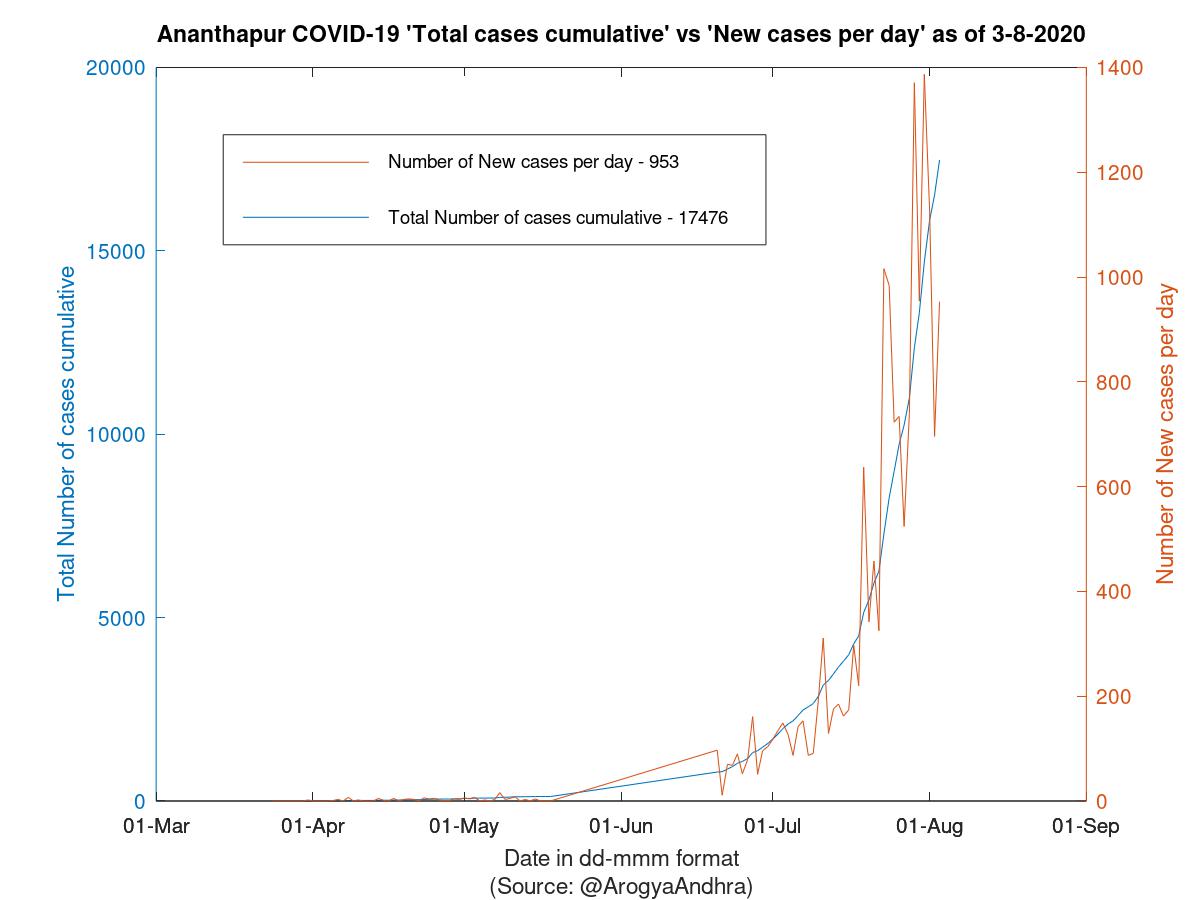 Ananthapur COVID-19 'Total cases cumulative' vs 'New cases per day' as of 3-8-2020
20000
15000
10000
5000
0
Total Number of cases cumulative
Number of New cases per day - 953
Total Number of cases cumulative - 17476
1400
1200
1000
800
600
400
200
0
Number of New cases per day
01-Mar 01-Apr 01-May 01-Jun 01-Jul 01-Aug 01-Sep
Date in dd-mmm format
(Source: @ArogyaAndhra)